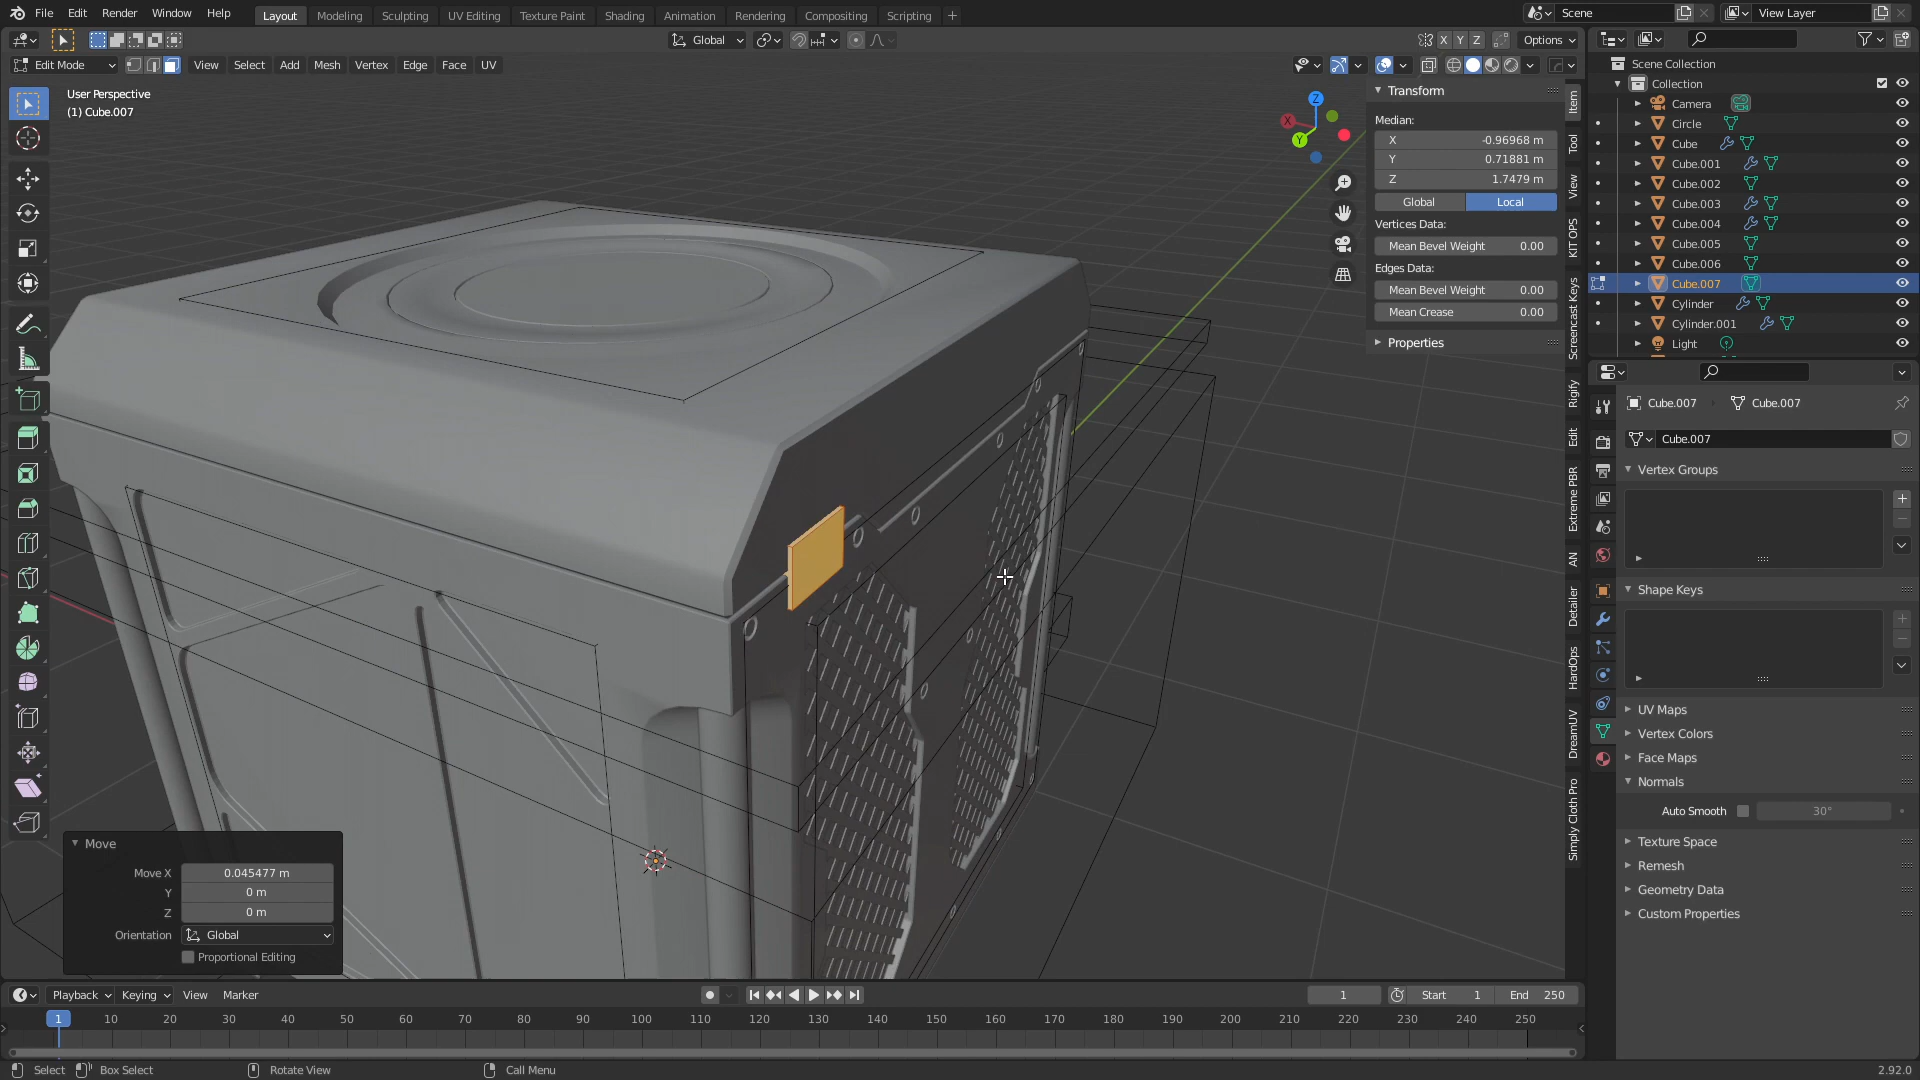 File Edit Render Window Help Layout Modeling Sculpting UV Editing Texture Paint Shading Animation Rendering Compositing Scripting + Scene View Layer
Global X Y Z Options
Edit Mode View Select Add Mesh Vertex Edge Face UV
User Perspective
(1) Cube.007
Z
X
Y
Transform
Median:
X -0.96968 m
Y 0.71881 m
Z 1.7479 m
Global Local
Vertices Data:
Mean Bevel Weight 0.00
Edges Data:
Mean Bevel Weight 0.00
Mean Crease 0.00
Properties
Item
Tool
View
KIT OPS
Screencast Keys
Rigify
Edit
Extreme PBR
AN
Detailer
HardOps
DreamUV
Simply Cloth Pro
Scene Collection
Collection
Camera
Circle
Cube
Cube.001
Cube.002
Cube.003
Cube.004
Cube.005
Cube.006
Cube.007
Cylinder
Cylinder.001
Light
Cube.007 Cube.007
Cube.007
Vertex Groups
Shape Keys
UV Maps
Vertex Colors
Face Maps
Normals
Auto Smooth 30°
Texture Space
Remesh
Geometry Data
Custom Properties
Move
Move X 0.045477 m
Y 0 m
Z 0 m
Orientation Global
Proportional Editing
Playback Keying View Marker 1 Start 1 End 250
1 10 20 30 40 50 60 70 80 90 100 110 120 130 140 150 160 170 180 190 200 210 220 230 240 250
Select Box Select Rotate View Call Menu 2.92.0